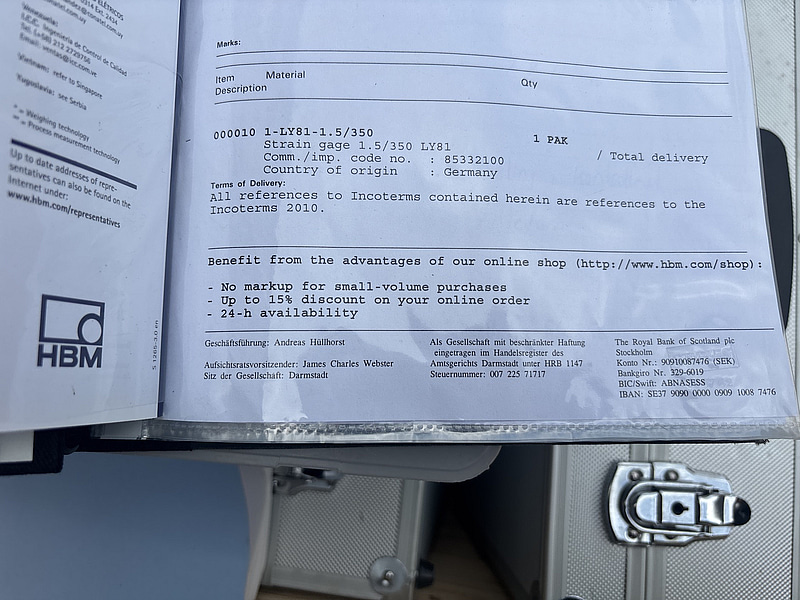 ELÉCTRICOS
Venezuela:
I.C.C. Ingeniería de Control de Calidad
Tel. (+58) 212 2729756
Email: ventas@icc.com.ve
Vietnam: refer to Singapore
Yugoslavia: see Serbia
* = Weighing technology
** = Process measurement technology
Up to date addresses of repre-
sentatives can also be found on the
Internet under:
www.hbm.com/representatives
HBM
S 1265-3.0 en
Marks:
Item Material Qty
Description
000010 1-LY81-1.5/350 1 PAK
Strain gage 1.5/350 LY81
Comm./imp. code no. : 85332100 / Total delivery
Country of origin : Germany
Terms of Delivery:
All references to Incoterms contained herein are references to the
Incoterms 2010.
Benefit from the advantages of our online shop (http://www.hbm.com/shop):
- No markup for small-volume purchases
- Up to 15% discount on your online order
- 24-h availability
Geschäftsführung: Andreas Hüllhorst
Aufsichtsratsvorsitzender: James Charles Webster
Sitz der Gesellschaft: Darmstadt
Als Gesellschaft mit beschränkter Haftung
eingetragen im Handelsregister des
Amtsgerichts Darmstadt unter HRB 1147
Steuernummer: 007 225 71717
The Royal Bank of Scotland plc
Stockholm
Konto Nr.: 90910087476 (SEK)
Bankgiro Nr. 329-6019
BIC/Swift: ABNASESS
IBAN: SE37 9090 0000 0909 1008 7476